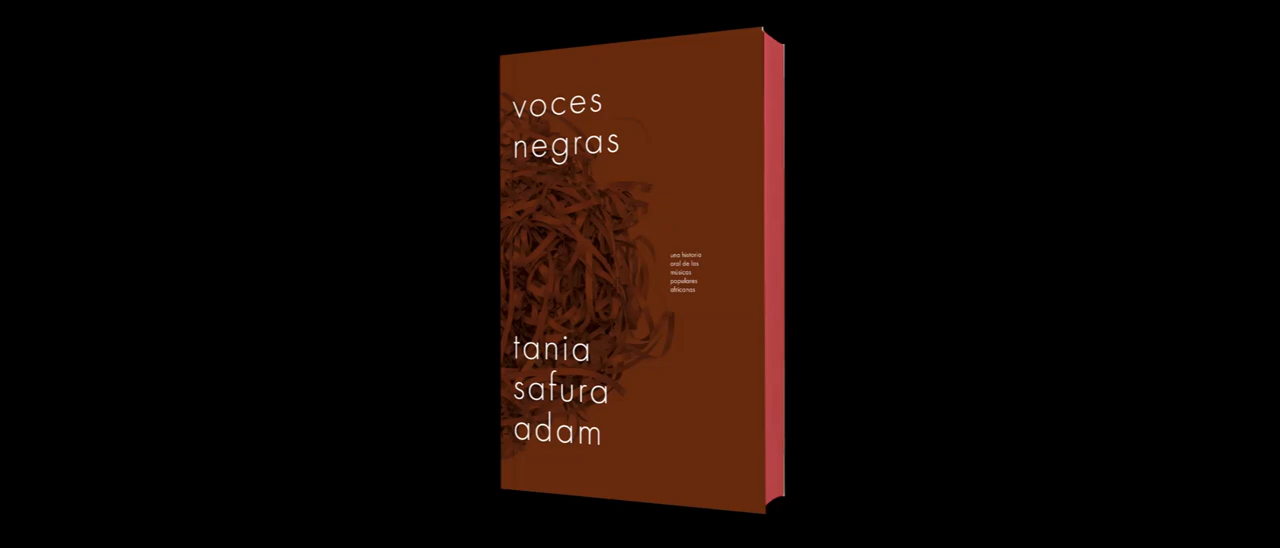 voces
negras
una historia
oral de las
músicas
populares
africanas
tania
safura
adam